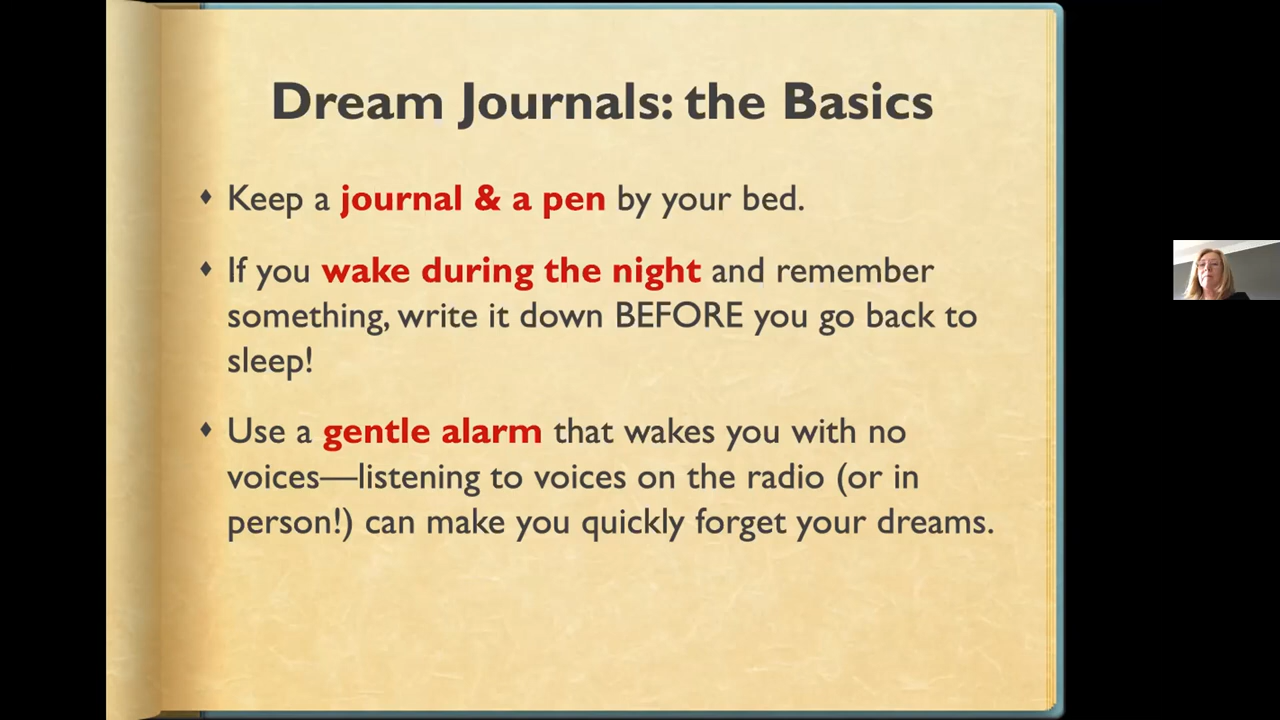 Dream Journals: the Basics
Keep a journal & a pen by your bed.
If you wake during the night and remember
something, write it down BEFORE you go back to
sleep!
Use a gentle alarm that wakes you with no
voices—listening to voices on the radio (or in
person!) can make you quickly forget your dreams.